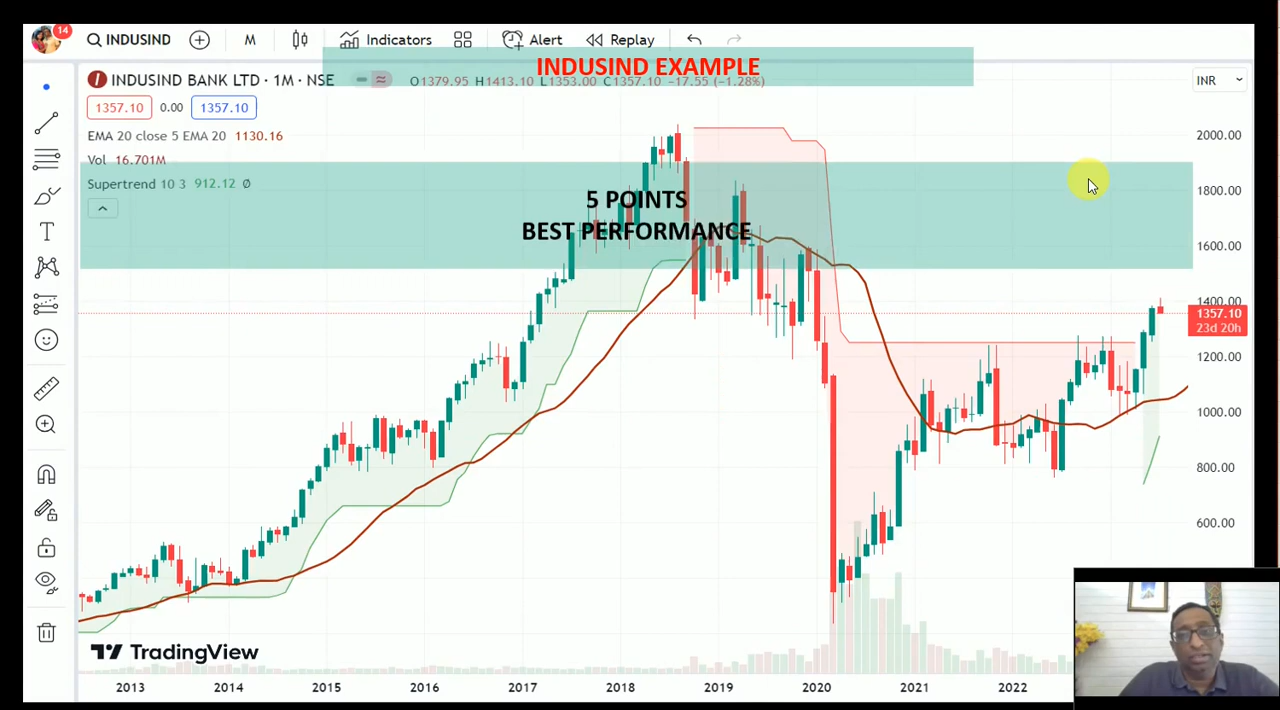 14
INDUSIND
M
Indicators
Alert
Replay
INDUSIND EXAMPLE
INDUSIND BANK LTD · 1M · NSE
O1379.95 H1413.10 L1353.00 C1357.10 −17.55 (−1.28%)
INR
1357.10 0.00 1357.10
EMA 20 close 5 EMA 20 1130.16
Vol 16.701M
Supertrend 10 3 912.12 Ø
5 POINTS
BEST PERFORMANCE
2000.00
1800.00
1600.00
1400.00
1357.10
23d 20h
1200.00
1000.00
800.00
600.00
TradingView
2013 2014 2015 2016 2017 2018 2019 2020 2021 2022